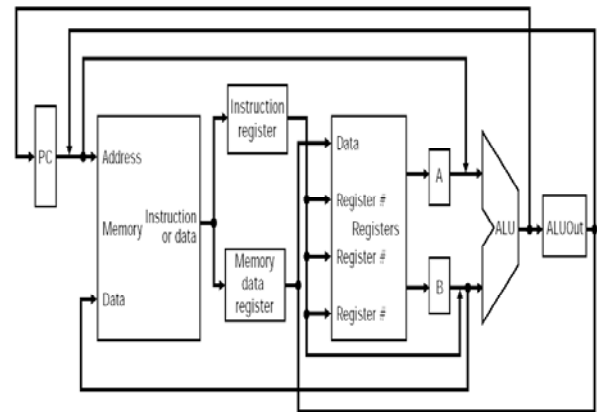 PC
Address
Memory
Instruction
or data
Data
Instruction
register
Memory
data
register
Data
Register #
Registers
Register #
Register #
A
B
ALU
ALUOut